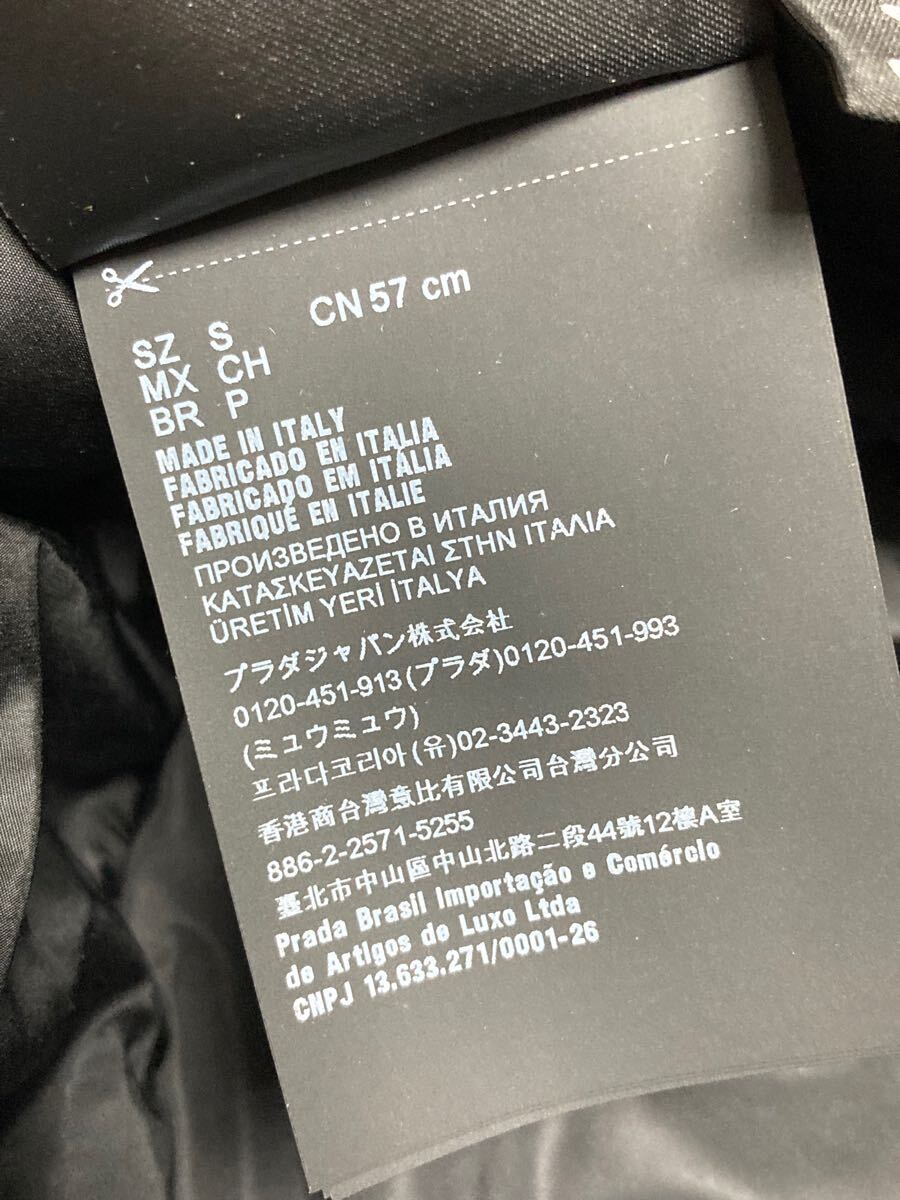 SZ S CN 57 cm
MX CH
BR P
MADE IN ITALY
FABRICADO EN ITALIA
FABRICADO EM ITÁLIA
FABRIQUÉ EN ITALIE
ПРОИЗВЕДЕНО В ИТАЛИЯ
ΚΑΤΑΣΚΕΥΑΖΕΤΑΙ ΣΤΗΝ ΙΤΑΛΙΑ
ÜRETİM YERİ İTALYA
プラダジャパン株式会社
0120-451-913(プラダ)0120-451-993
(ミュウミュウ)
프라다코리아(유)02-3443-2323
香港商台灣意比有限公司台灣分公司
886-2-2571-5255
臺北市中山區中山北路二段44號12樓A室
Prada Brasil Importação e Comércio
de Artigos de Luxo Ltda
CNPJ 13.633.271/0001-26